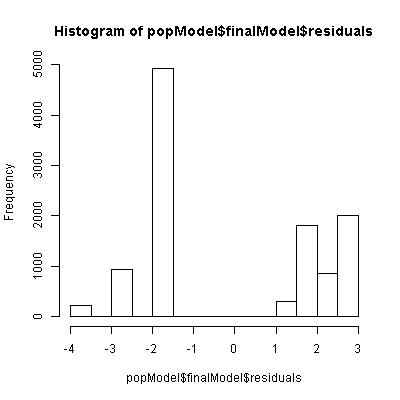 Histogram of popModel$finalModel$residuals
Frequency
5000
4000
3000
2000
1000
0
-4 -3 -2 -1 0 1 2 3
popModel$finalModel$residuals